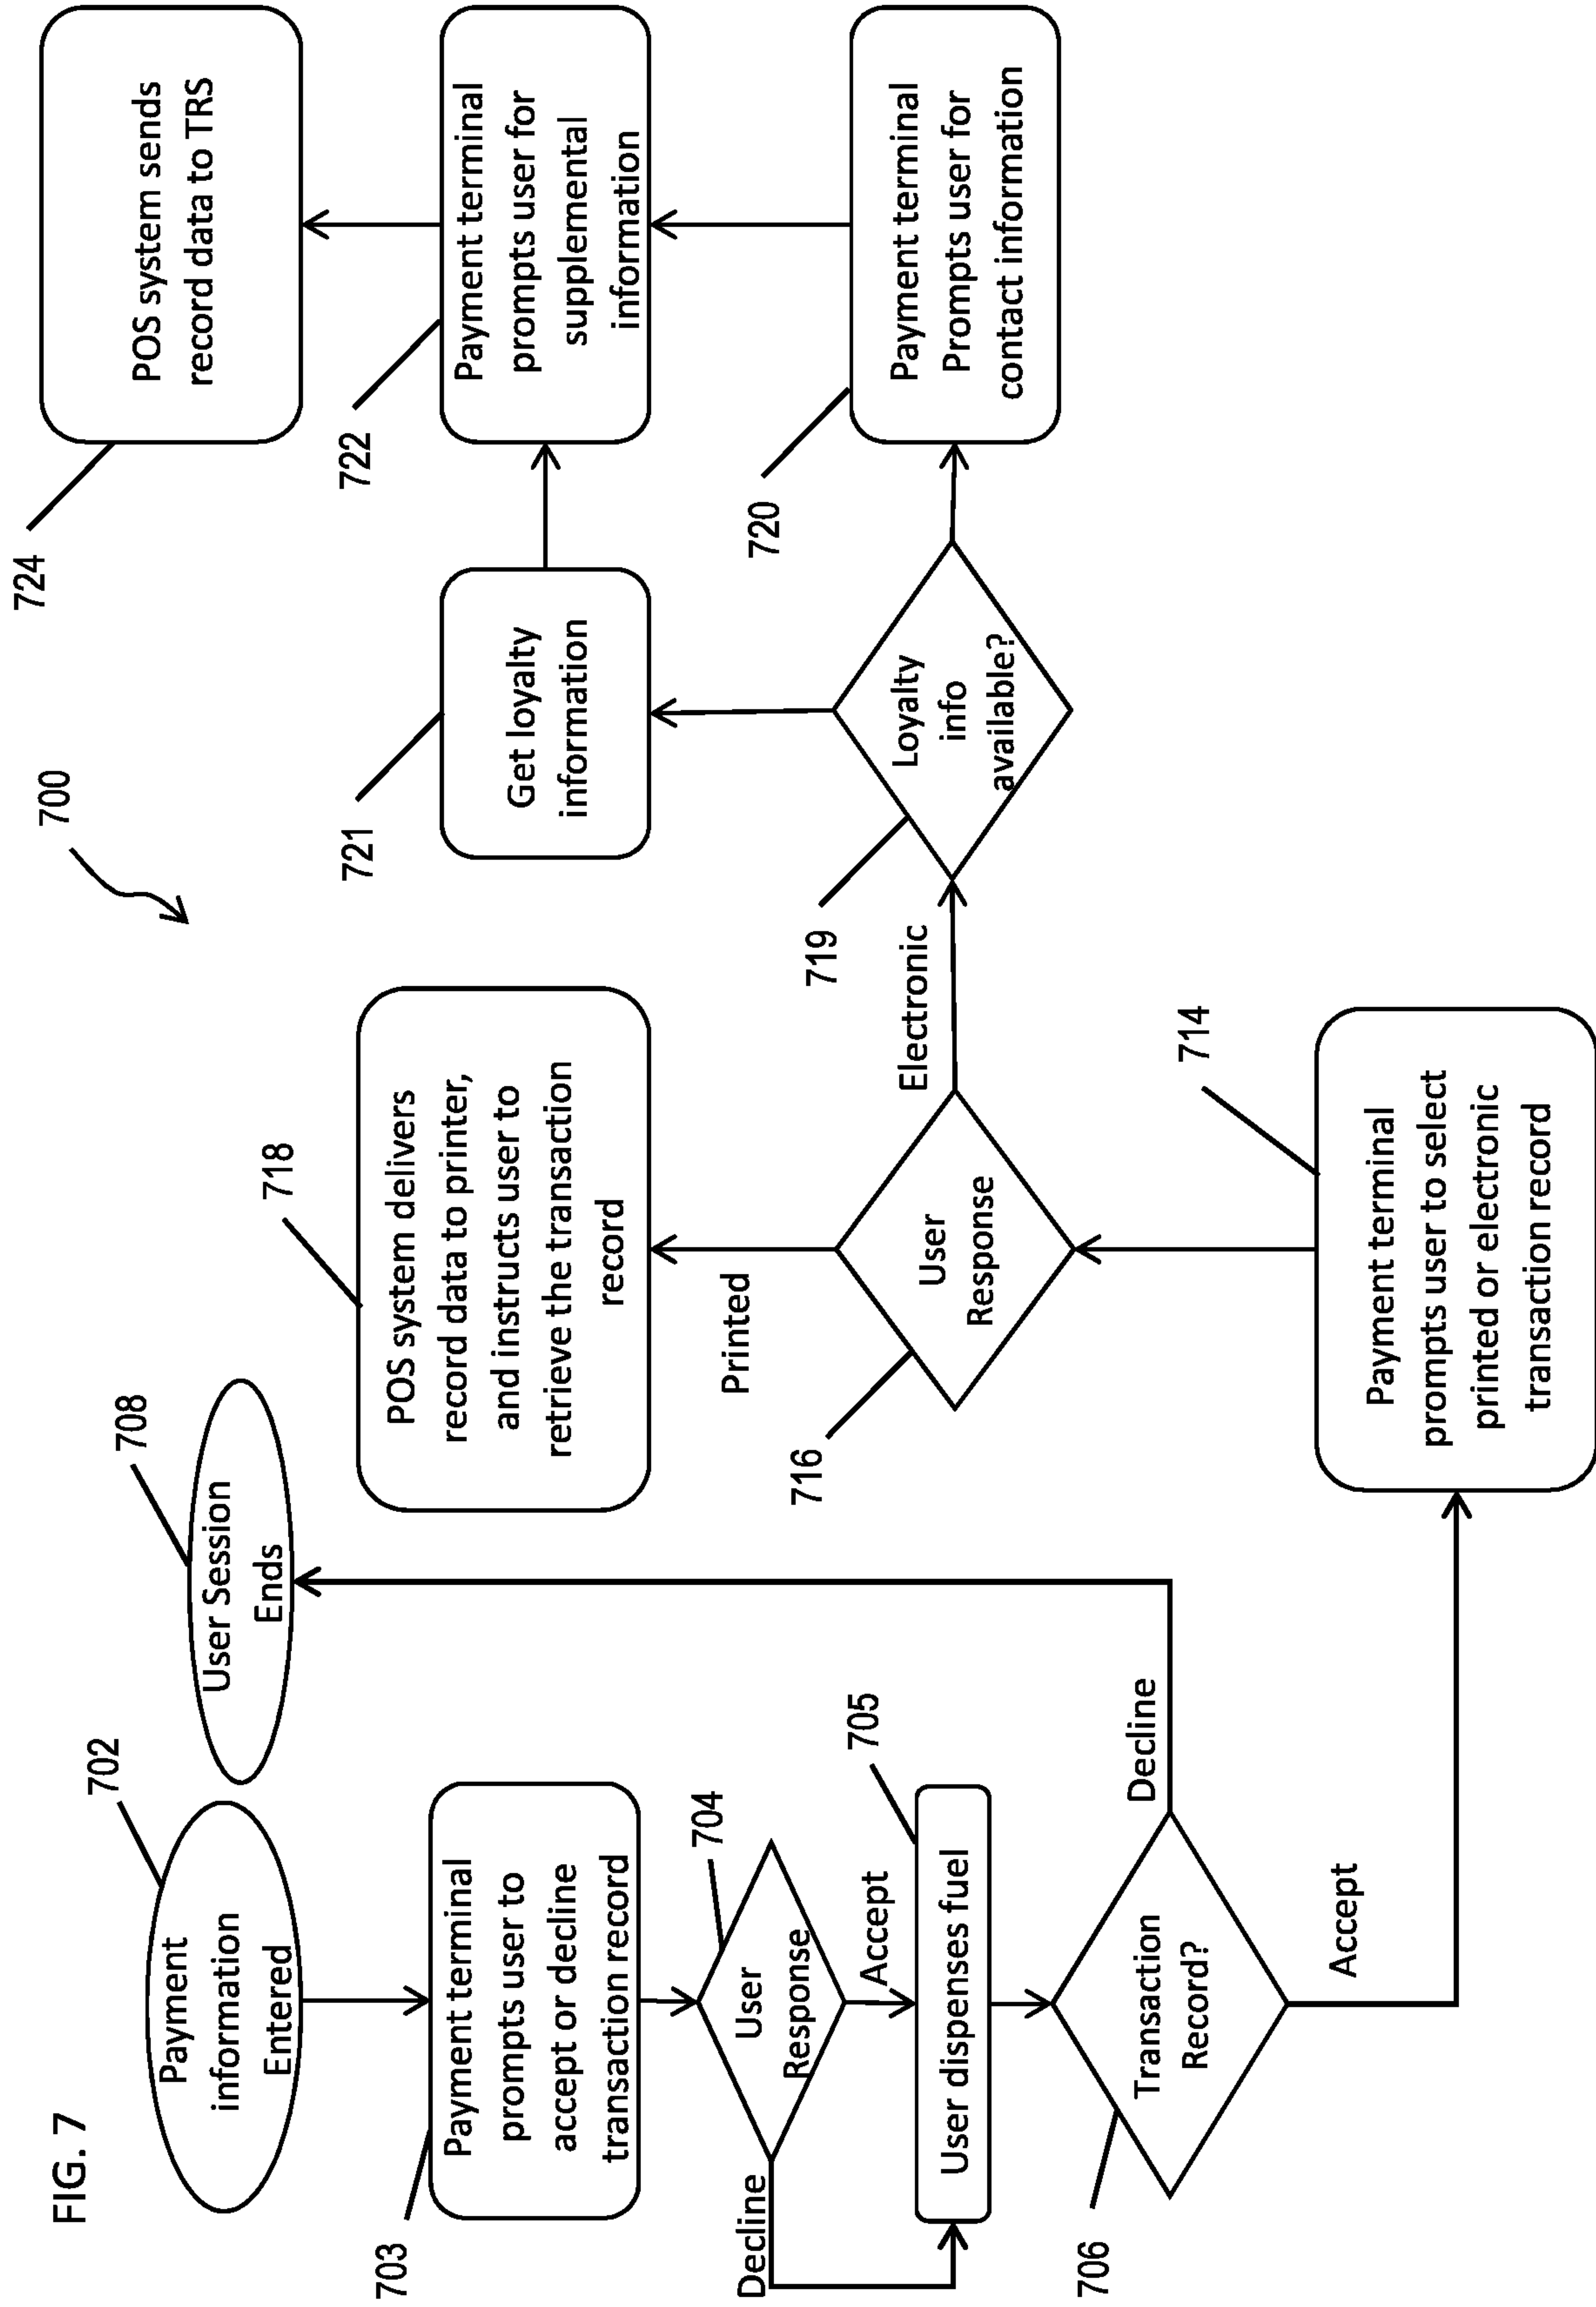 FIG. 7
700
702
Payment
information
Entered
703
Payment terminal
prompts user to
accept or decline
transaction record
704
User
Response
Decline
Accept
705
User dispenses fuel
706
Transaction
Record?
Decline
Accept
708
User Session
Ends
714
Payment terminal
prompts user to select
printed or electronic
transaction record
716
User
Response
Printed
Electronic
718
POS system delivers
record data to printer,
and instructs user to
retrieve the transaction
record
719
Loyalty
info
available?
721
Get loyalty
information
720
Payment terminal
Prompts user for
contact information
722
Payment terminal
prompts user for
supplemental
information
724
POS system sends
record data to TRS